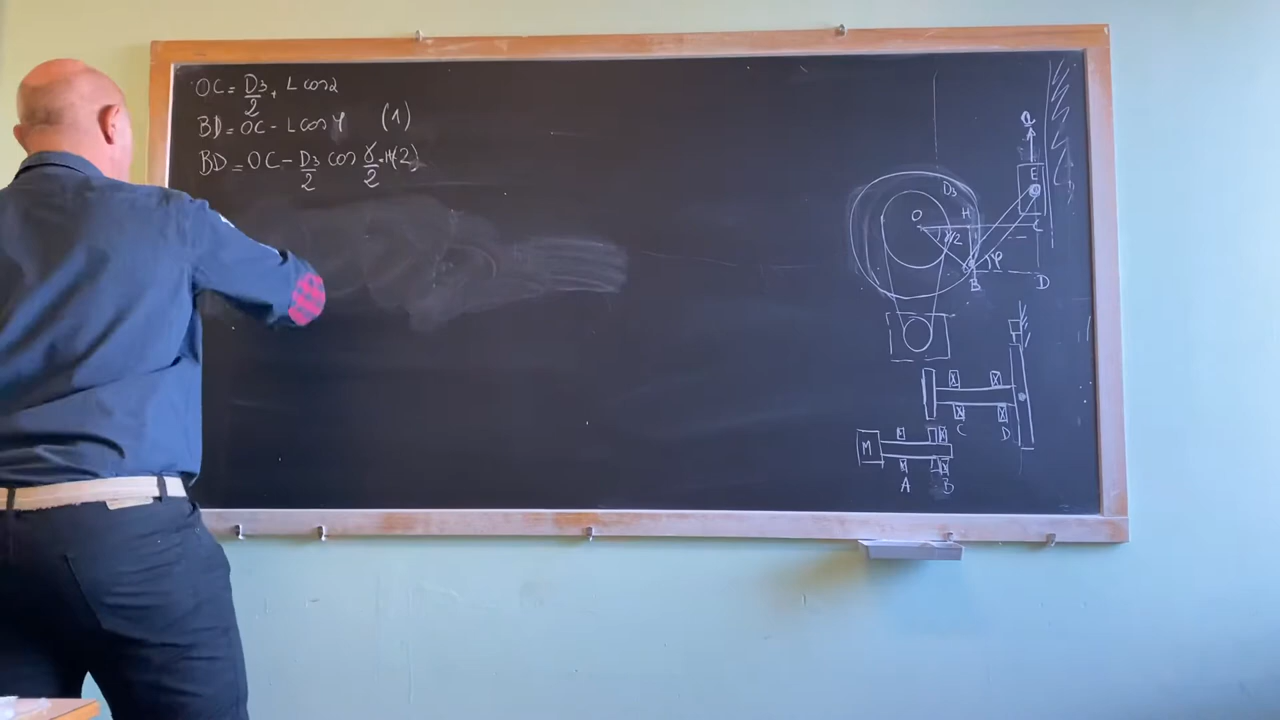 OC = D3/2 + L cos α
BD = OC - L cos φ (1)
BD = OC - D3/2 cos γ/2
(2)
E
D3
O
H
C
γ/2
φ
B
D
C
D
M
A
B